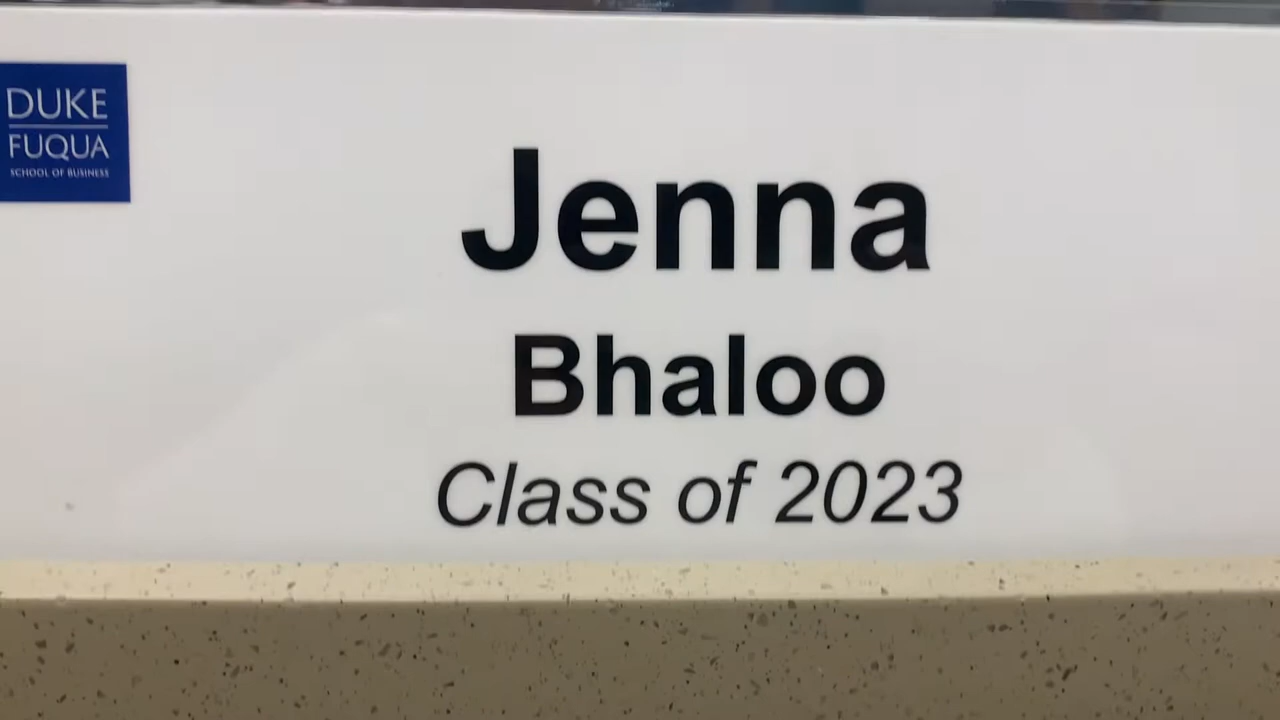 DUKE
FUQUA
SCHOOL OF BUSINESS
Jenna
Bhaloo
Class of 2023